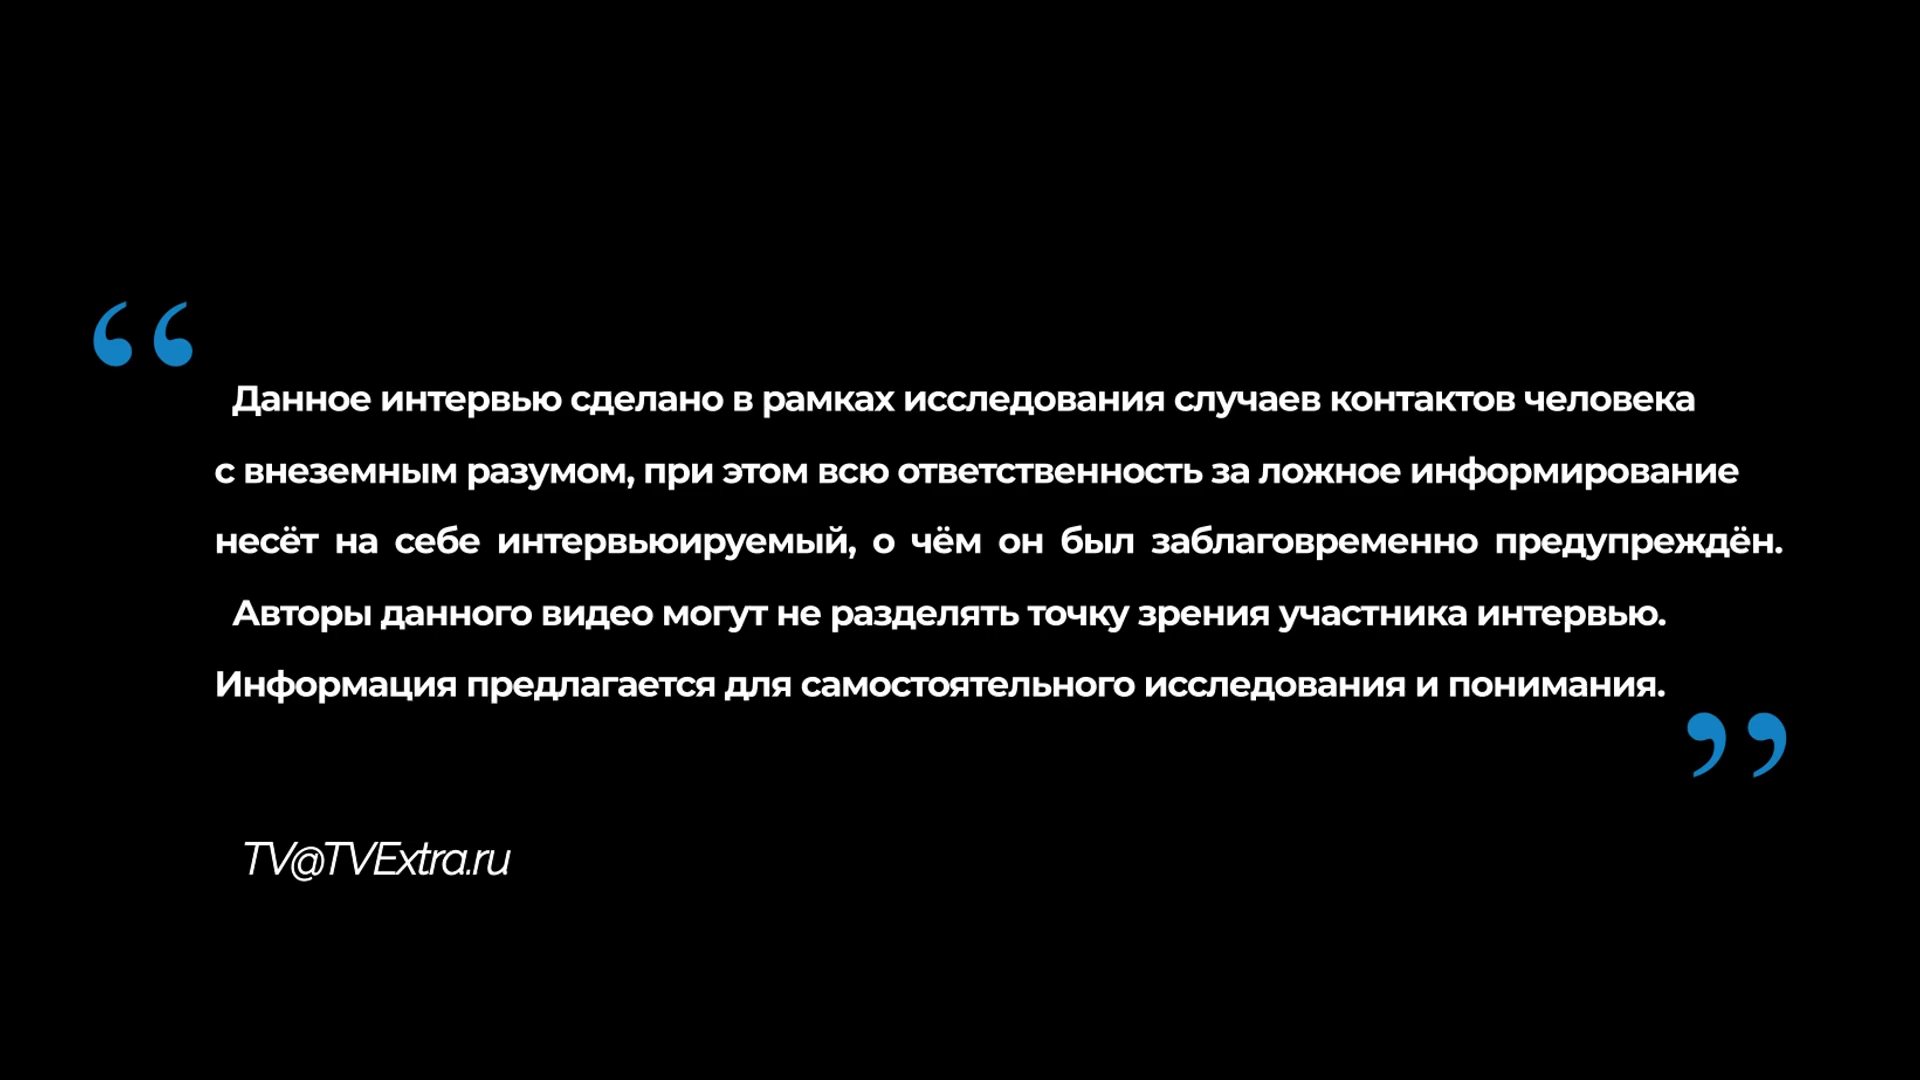 Данное интервью сделано в рамках исследования случаев контактов человека
с внеземным разумом, при этом всю ответственность за ложное информирование
несёт на себе интервьюируемый, о чём он был заблаговременно предупреждён.
Авторы данного видео могут не разделять точку зрения участника интервью.
Информация предлагается для самостоятельного исследования и понимания.
TV@TVExtra.ru